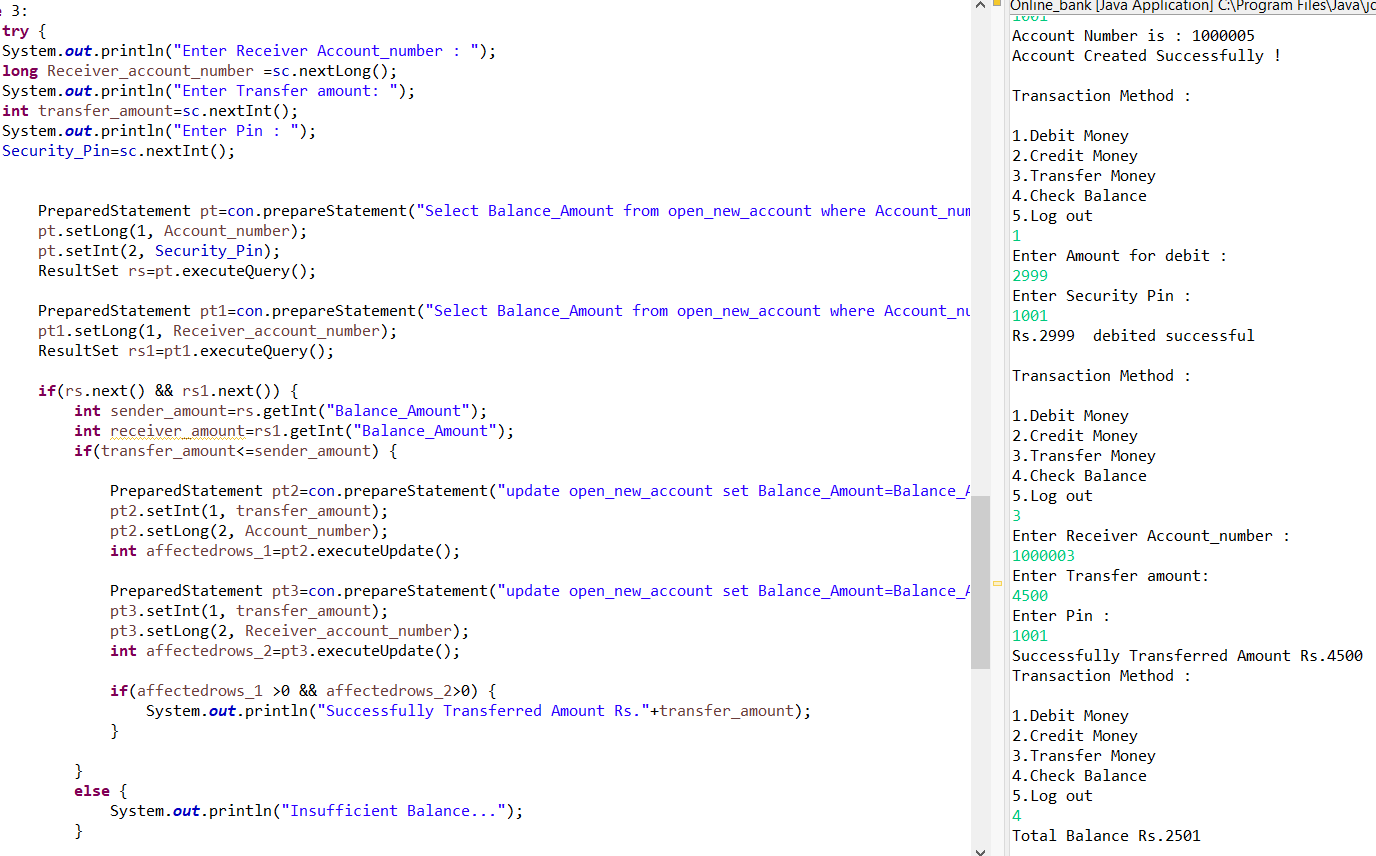 3:
try {
System.out.println("Enter Receiver Account_number : ");
long Receiver_account_number =sc.nextLong();
System.out.println("Enter Transfer amount: ");
int transfer_amount=sc.nextInt();
System.out.println("Enter Pin : ");
Security_Pin=sc.nextInt();
PreparedStatement pt=con.prepareStatement("Select Balance_Amount from open_new_account where Account_num
pt.setLong(1, Account_number);
pt.setInt(2, Security_Pin);
ResultSet rs=pt.executeQuery();
PreparedStatement pt1=con.prepareStatement("Select Balance_Amount from open_new_account where Account_nu
pt1.setLong(1, Receiver_account_number);
ResultSet rs1=pt1.executeQuery();
if(rs.next() && rs1.next()) {
int sender_amount=rs.getInt("Balance_Amount");
int receiver_amount=rs1.getInt("Balance_Amount");
if(transfer_amount<=sender_amount) {
PreparedStatement pt2=con.prepareStatement("update open_new_account set Balance_Amount=Balance_A
pt2.setInt(1, transfer_amount);
pt2.setLong(2, Account_number);
int affectedrows_1=pt2.executeUpdate();
PreparedStatement pt3=con.prepareStatement("update open_new_account set Balance_Amount=Balance_A
pt3.setInt(1, transfer_amount);
pt3.setLong(2, Receiver_account_number);
int affectedrows_2=pt3.executeUpdate();
if(affectedrows_1 >0 && affectedrows_2>0) {
System.out.println("Successfully Transferred Amount Rs."+transfer_amount);
}
}
else {
System.out.println("Insufficient Balance...");
}
Online_bank [Java Application] C:\Program Files\Java\
1001
Account Number is : 1000005
Account Created Successfully !
Transaction Method :
1.Debit Money
2.Credit Money
3.Transfer Money
4.Check Balance
5.Log out
1
Enter Amount for debit :
2999
Enter Security Pin :
1001
Rs.2999  debited successful
Transaction Method :
1.Debit Money
2.Credit Money
3.Transfer Money
4.Check Balance
5.Log out
3
Enter Receiver Account_number :
1000003
Enter Transfer amount:
4500
Enter Pin :
1001
Successfully Transferred Amount Rs.4500
Transaction Method :
1.Debit Money
2.Credit Money
3.Transfer Money
4.Check Balance
5.Log out
4
Total Balance Rs.2501